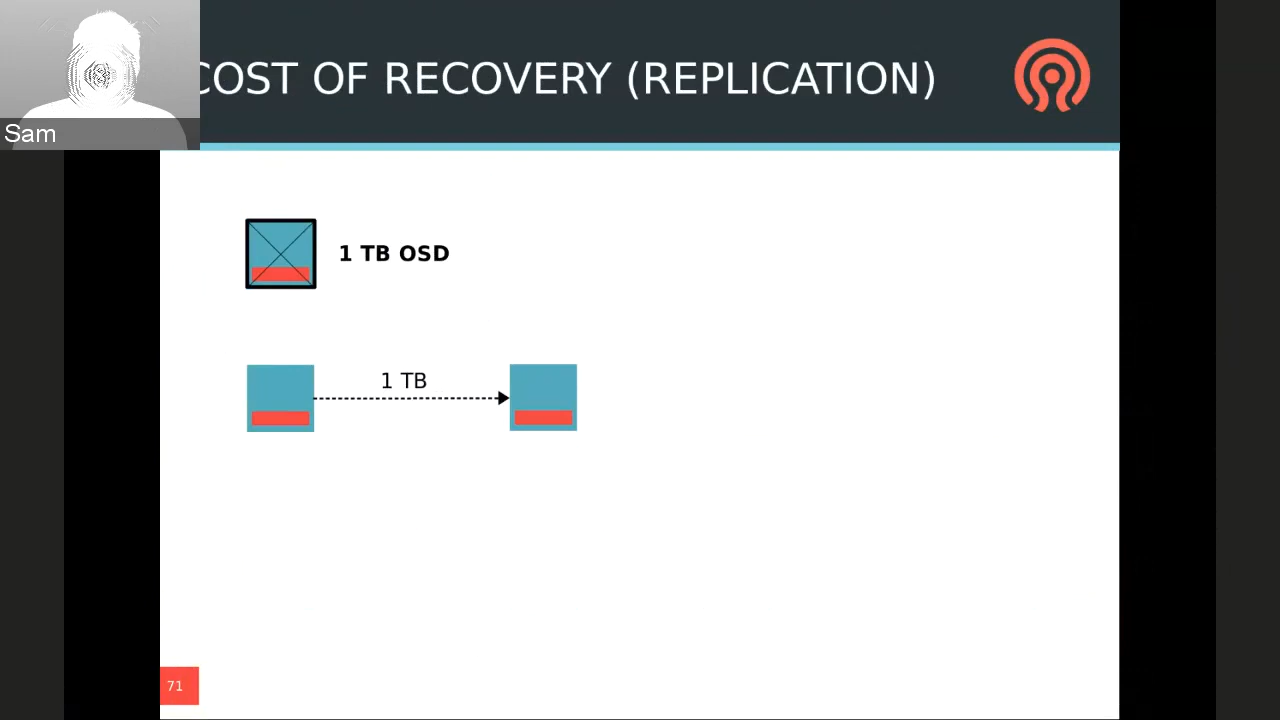 COST OF RECOVERY (REPLICATION)
Sam
1 TB OSD
1 TB
71